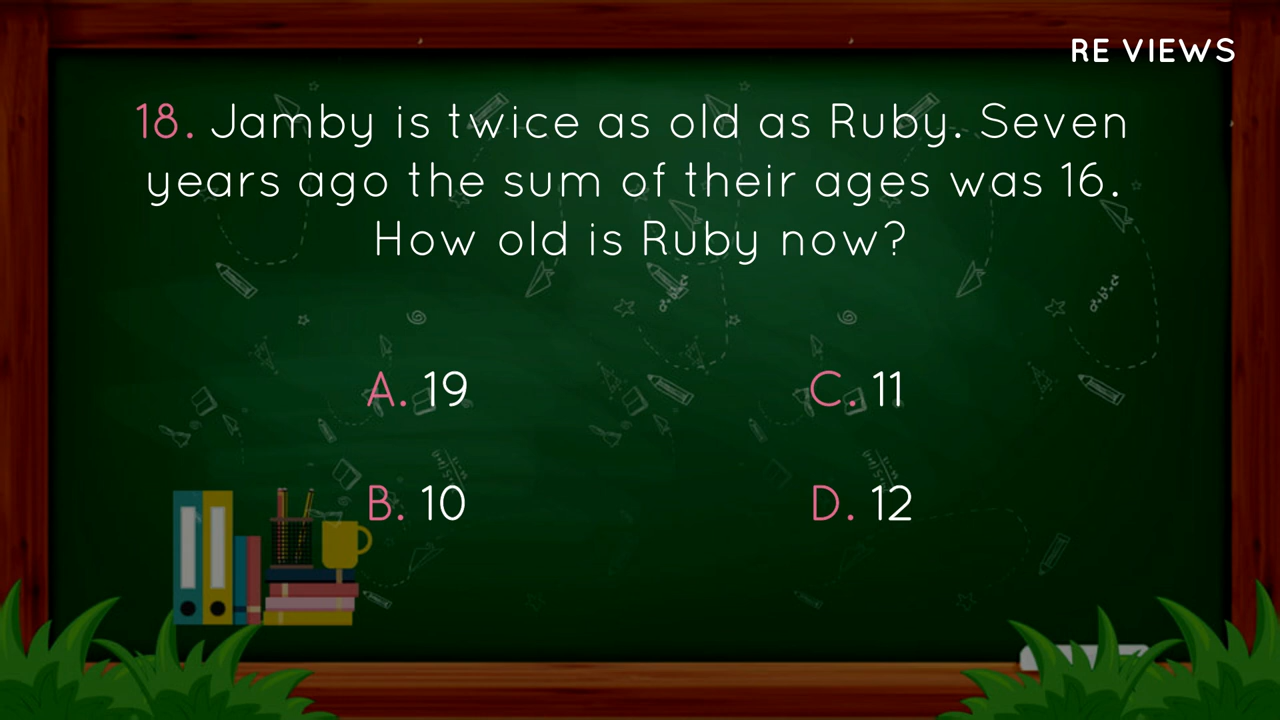 RE VIEWS
18. Jamby is twice as old as Ruby. Seven
years ago the sum of their ages was 16.
How old is Ruby now?
A. 19
B. 10
C. 11
D. 12